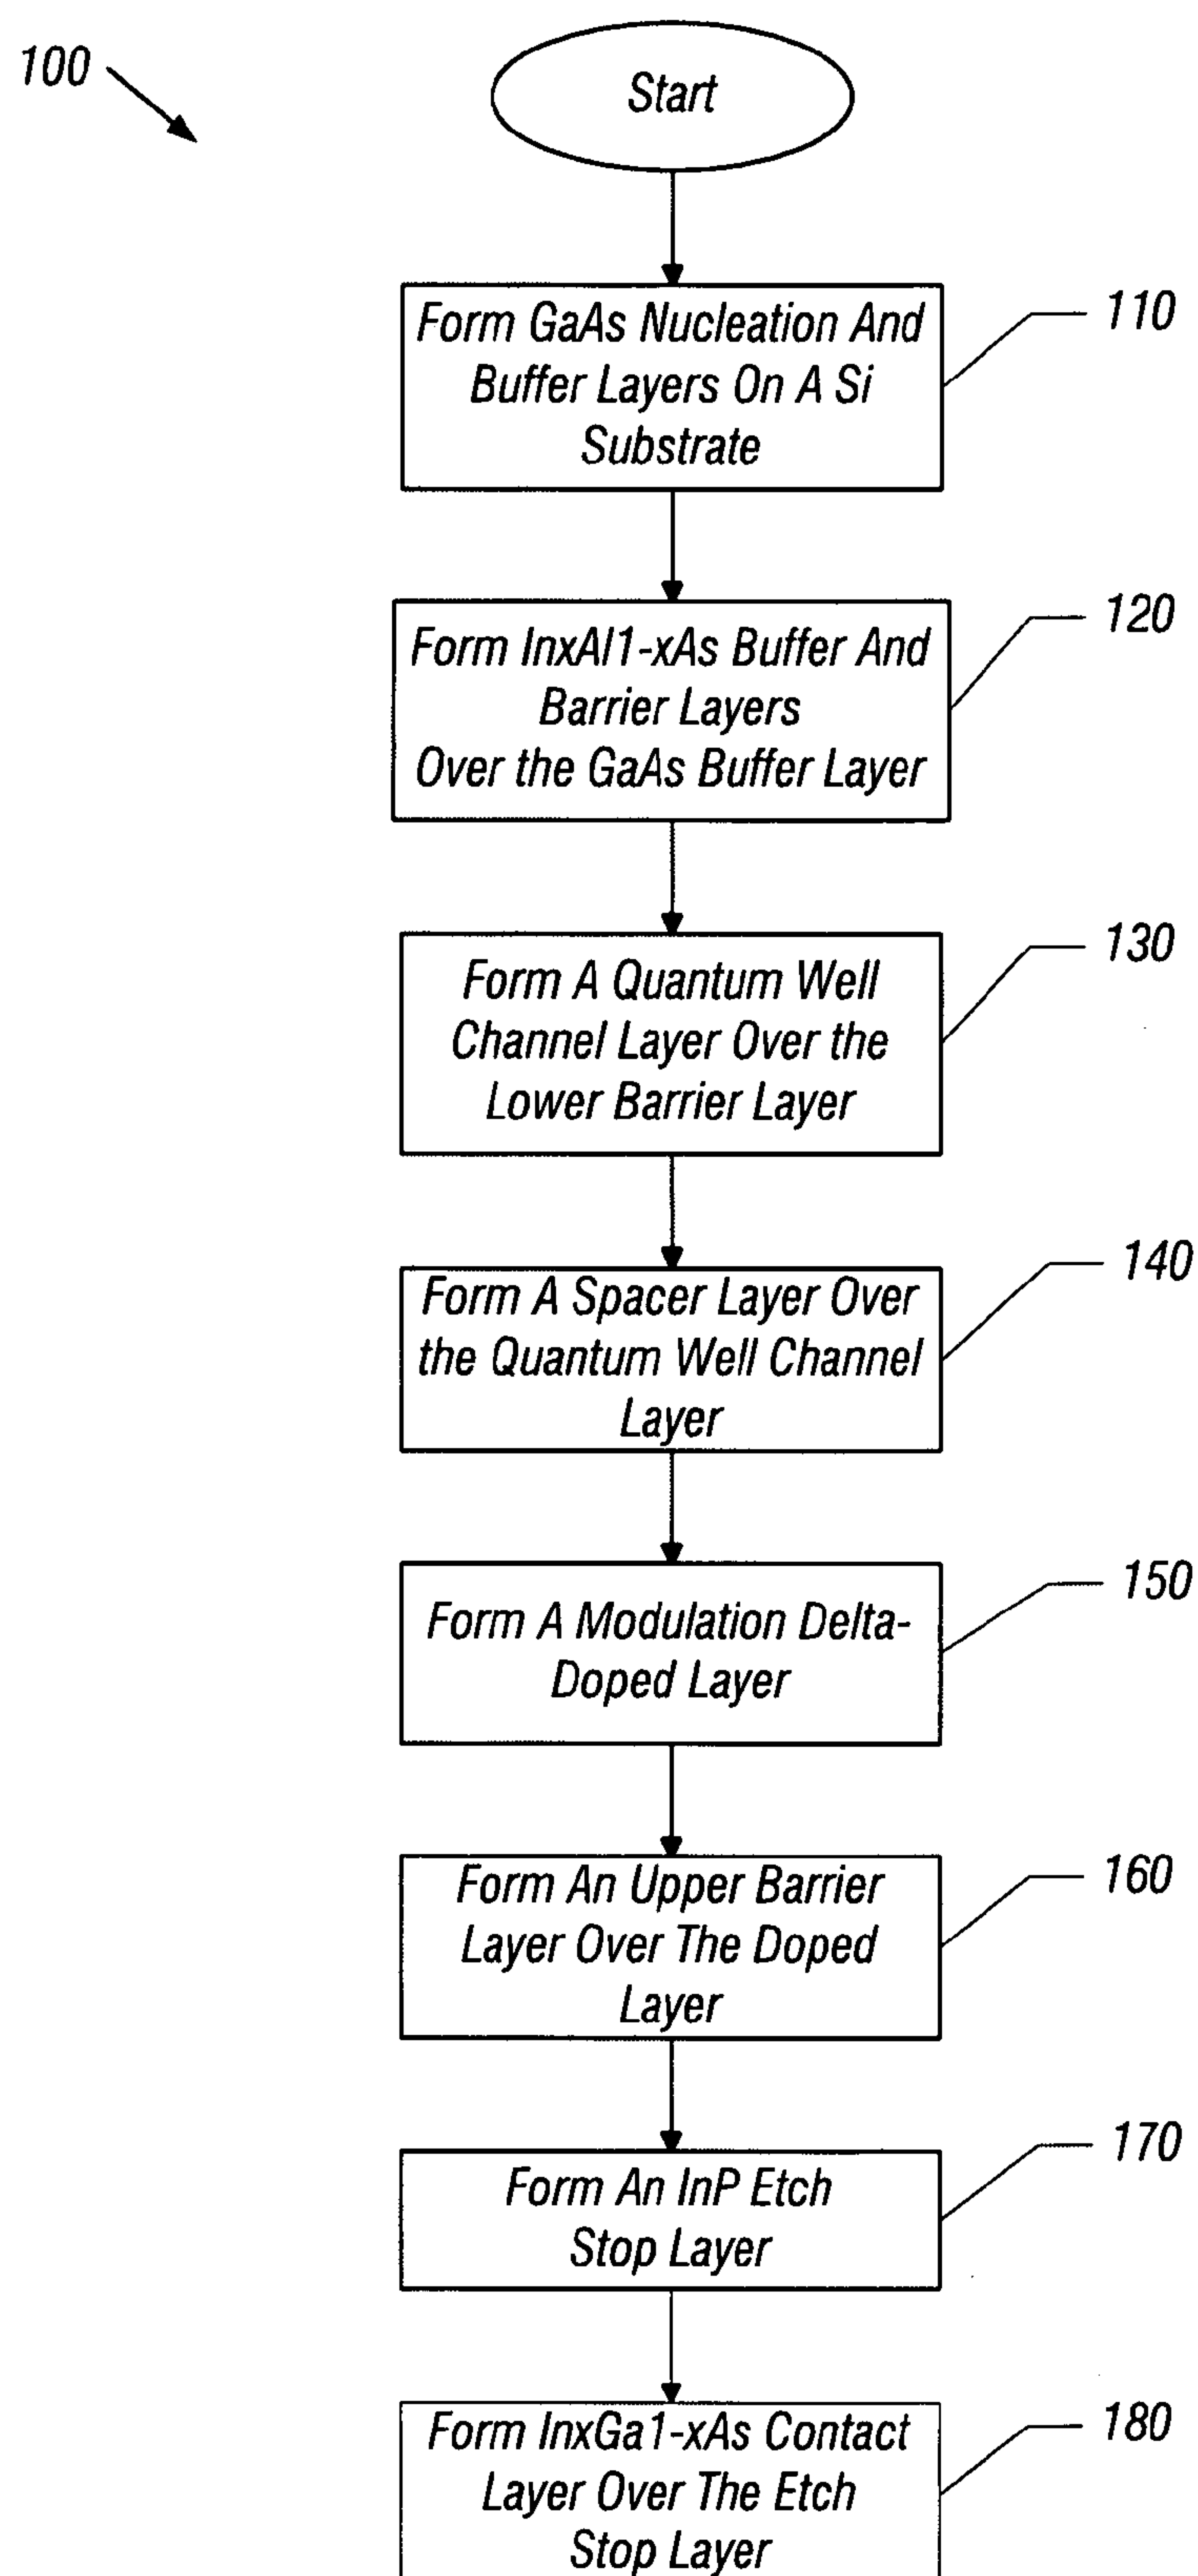 100
Start
Form GaAs Nucleation And
Buffer Layers On A Si
Substrate
110
Form InxAl1-xAs Buffer And
Barrier Layers
Over the GaAs Buffer Layer
120
Form A Quantum Well
Channel Layer Over the
Lower Barrier Layer
130
Form A Spacer Layer Over
the Quantum Well Channel
Layer
140
Form A Modulation Delta-
Doped Layer
150
Form An Upper Barrier
Layer Over The Doped
Layer
160
Form An InP Etch
Stop Layer
170
Form InxGa1-xAs Contact
Layer Over The Etch
Stop Layer
180